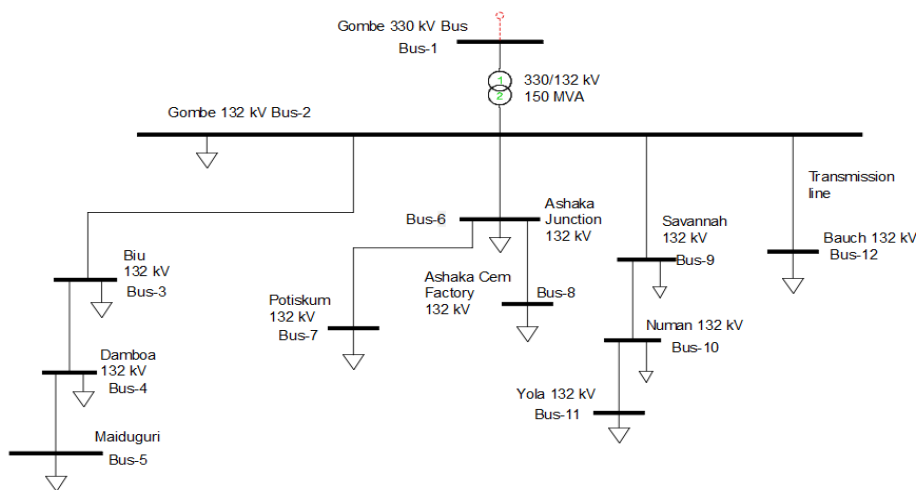 Gombe 330 kV Bus
Bus-1
1
2
330/132 kV
150 MVA
Gombe 132 kV Bus-2
Transmission
line
Bus-6
Ashaka
Junction
132 kV
Savannah
132 kV
Bus-9
Bauch 132 kV
Bus-12
Biu
132 kV
Bus-3
Potiskum
132 kV
Bus-7
Ashaka Cem
Factory
132 kV
Bus-8
Numan 132 kV
Bus-10
Damboa
132 kV
Bus-4
Yola 132 kV
Bus-11
Maiduguri
Bus-5